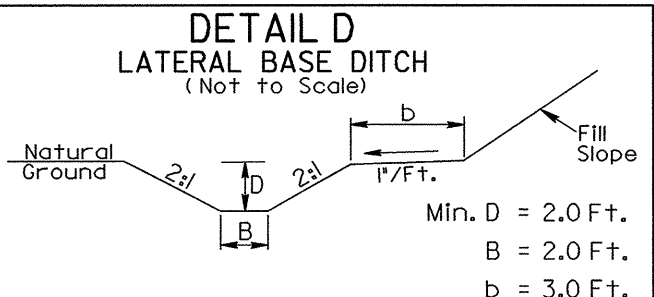 DETAIL D
LATERAL BASE DITCH
(Not to Scale)
b
Natural
Ground
2:1
D
2:1
1"/Ft.
Fill
Slope
B
Min. D = 2.0 Ft.
B = 2.0 Ft.
b = 3.0 Ft.